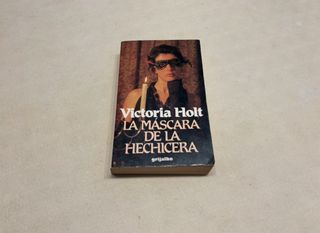 Victoria Holt
LA MÁSCARA
DE LA
HECHICERA
grijalbo